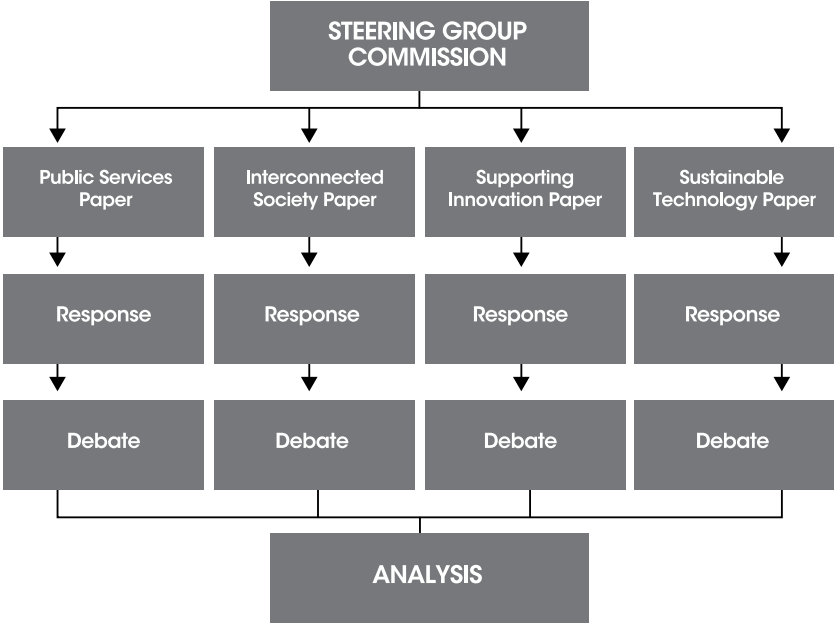 STEERING GROUP
COMMISSION
Public Services
Paper
Interconnected
Society Paper
Supporting
Innovation Paper
Sustainable
Technology Paper
Response
Response
Response
Response
Debate
Debate
Debate
Debate
ANALYSIS